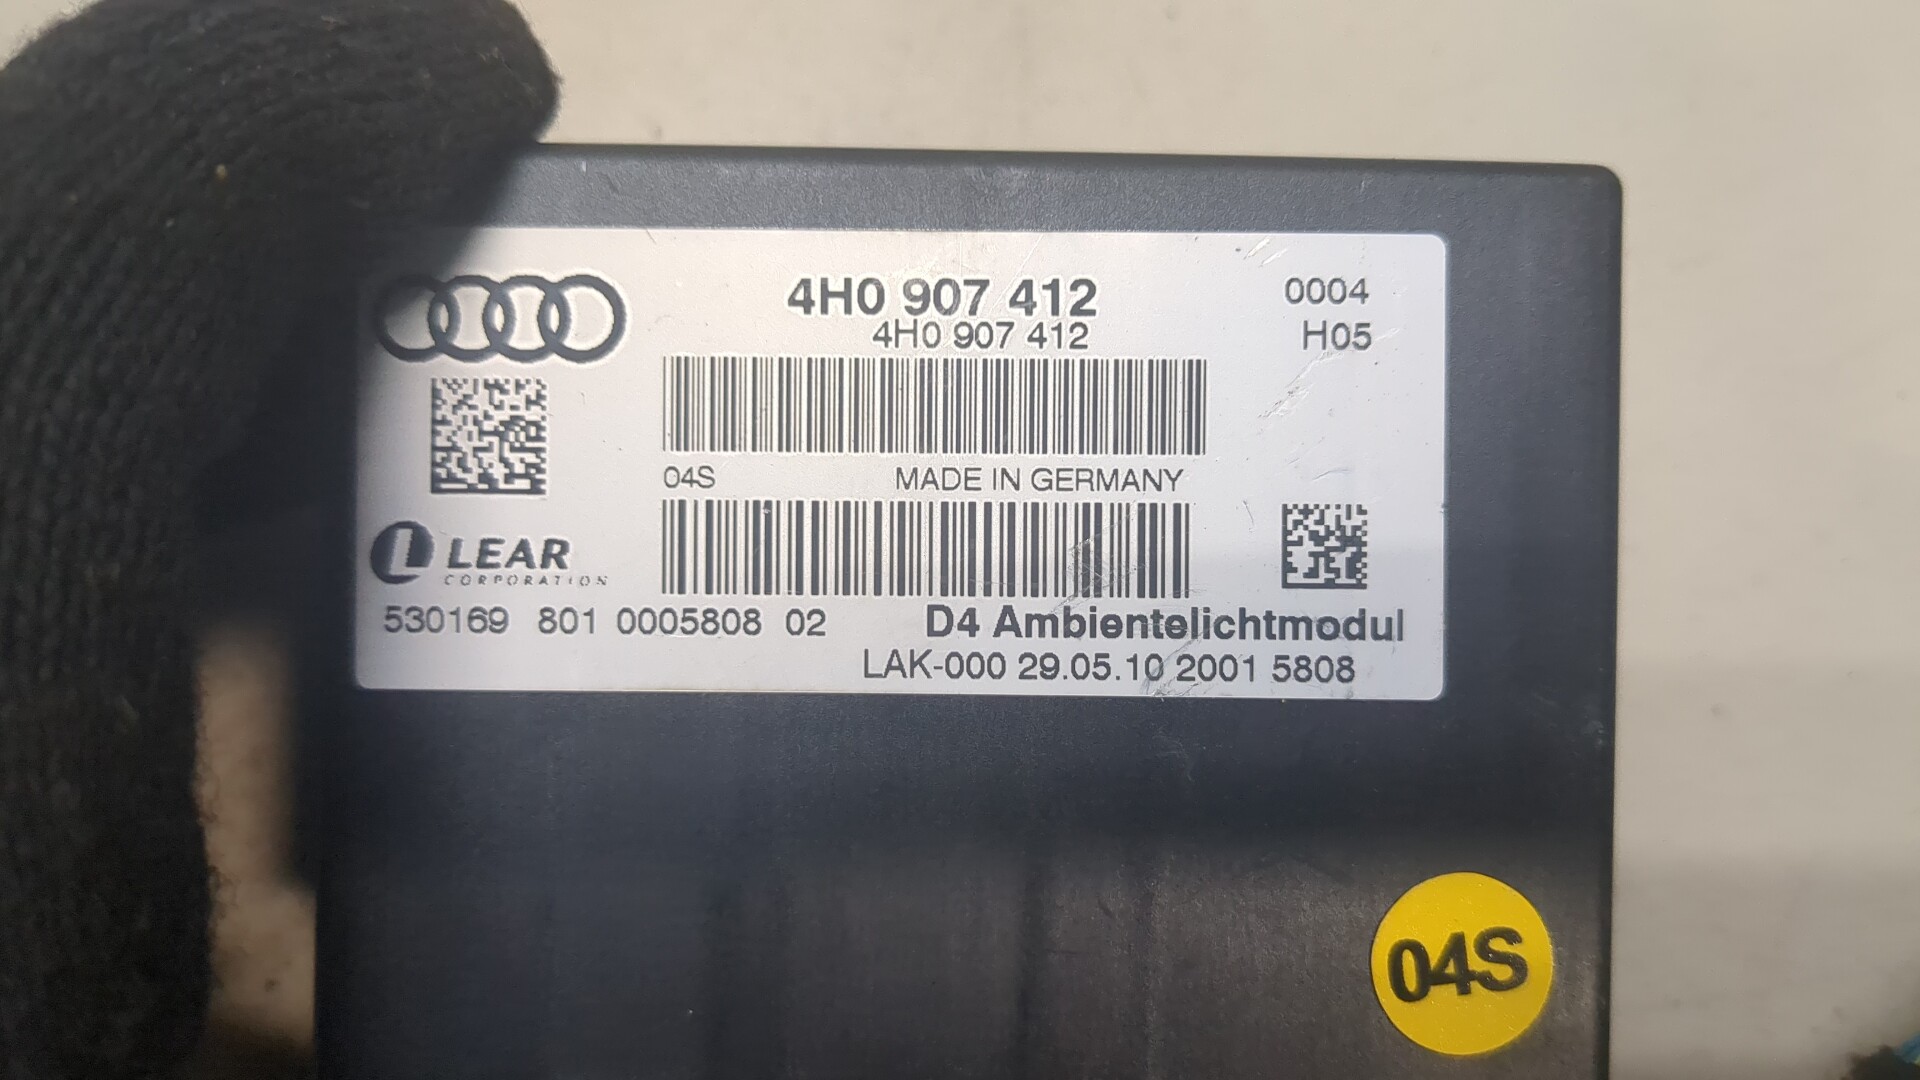 4H0 907 412
0004
4H0 907 412
H05
04S
MADE IN GERMANY
LEAR
CORPORATION
530169 801 0005808 02
D4 Ambientelichtmodul
LAK-000 29.05.10 2001 5808
04S